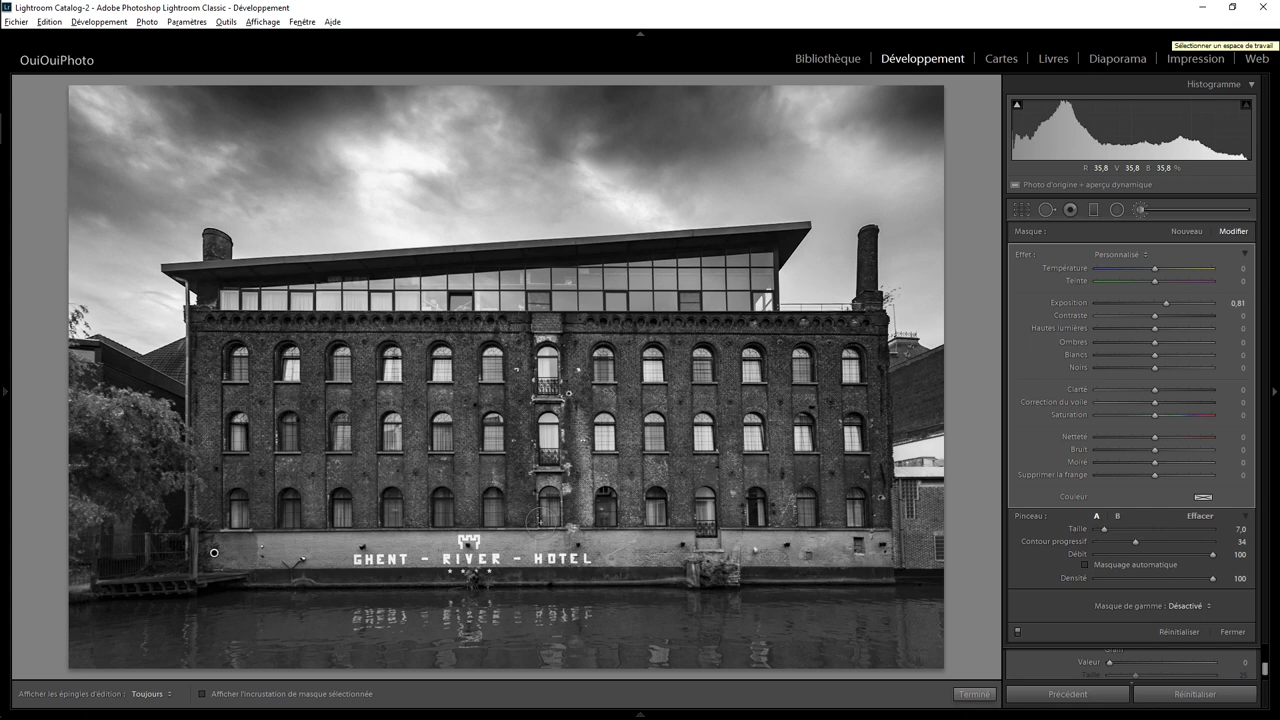 Lightroom Catalog-2 - Adobe Photoshop Lightroom Classic - Développement
Fichier Edition Développement Photo Paramètres Outils Affichage Fenêtre Aide
Sélectionner un espace de travail
OuiOuiPhoto
Bibliothèque Développement Cartes Livres Diaporama Impression Web
Histogramme
R 35,8 V 35,8 B 35,8 %
Photo d'origine + aperçu dynamique
Masque : Nouveau Modifier
Effet : Personnalisé
Température 0
Teinte 0
Exposition 0,81
Contraste 0
Hautes lumières 0
Ombres 0
Blancs 0
Noirs 0
Clarté 0
Correction du voile 0
Saturation 0
Netteté 0
Bruit 0
Moiré 0
Supprimer la frange 0
Couleur
Pinceau : A B Effacer
Taille 7,0
Contour progressif 34
Débit 100
Masquage automatique
Densité 100
Masque de gamme : Désactivé
Réinitialiser Fermer
Grain
Valeur 0
Taille 25
Précédent Réinitialiser
GHENT - RIVER - HOTEL
Afficher les épingles d'édition : Toujours Afficher l'incrustation de masque sélectionnée Terminé